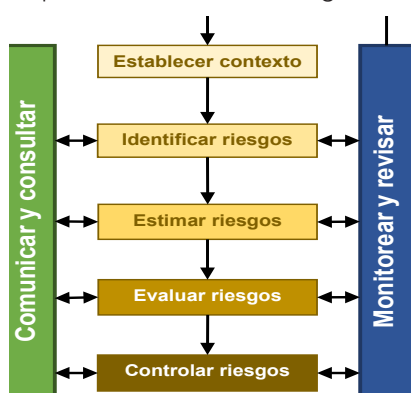 Establecer contexto
Identificar riesgos
Estimar riesgos
Evaluar riesgos
Controlar riesgos
Comunicar y consultar
Monitorear y revisar